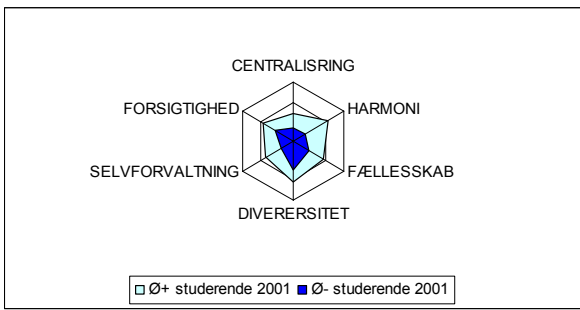 CENTRALISRING
FORSIGTIGHED HARMONI
SELVFORVALTNING FÆLLESSKAB
DIVERERSITET
Ø+ studerende 2001 Ø- studerende 2001